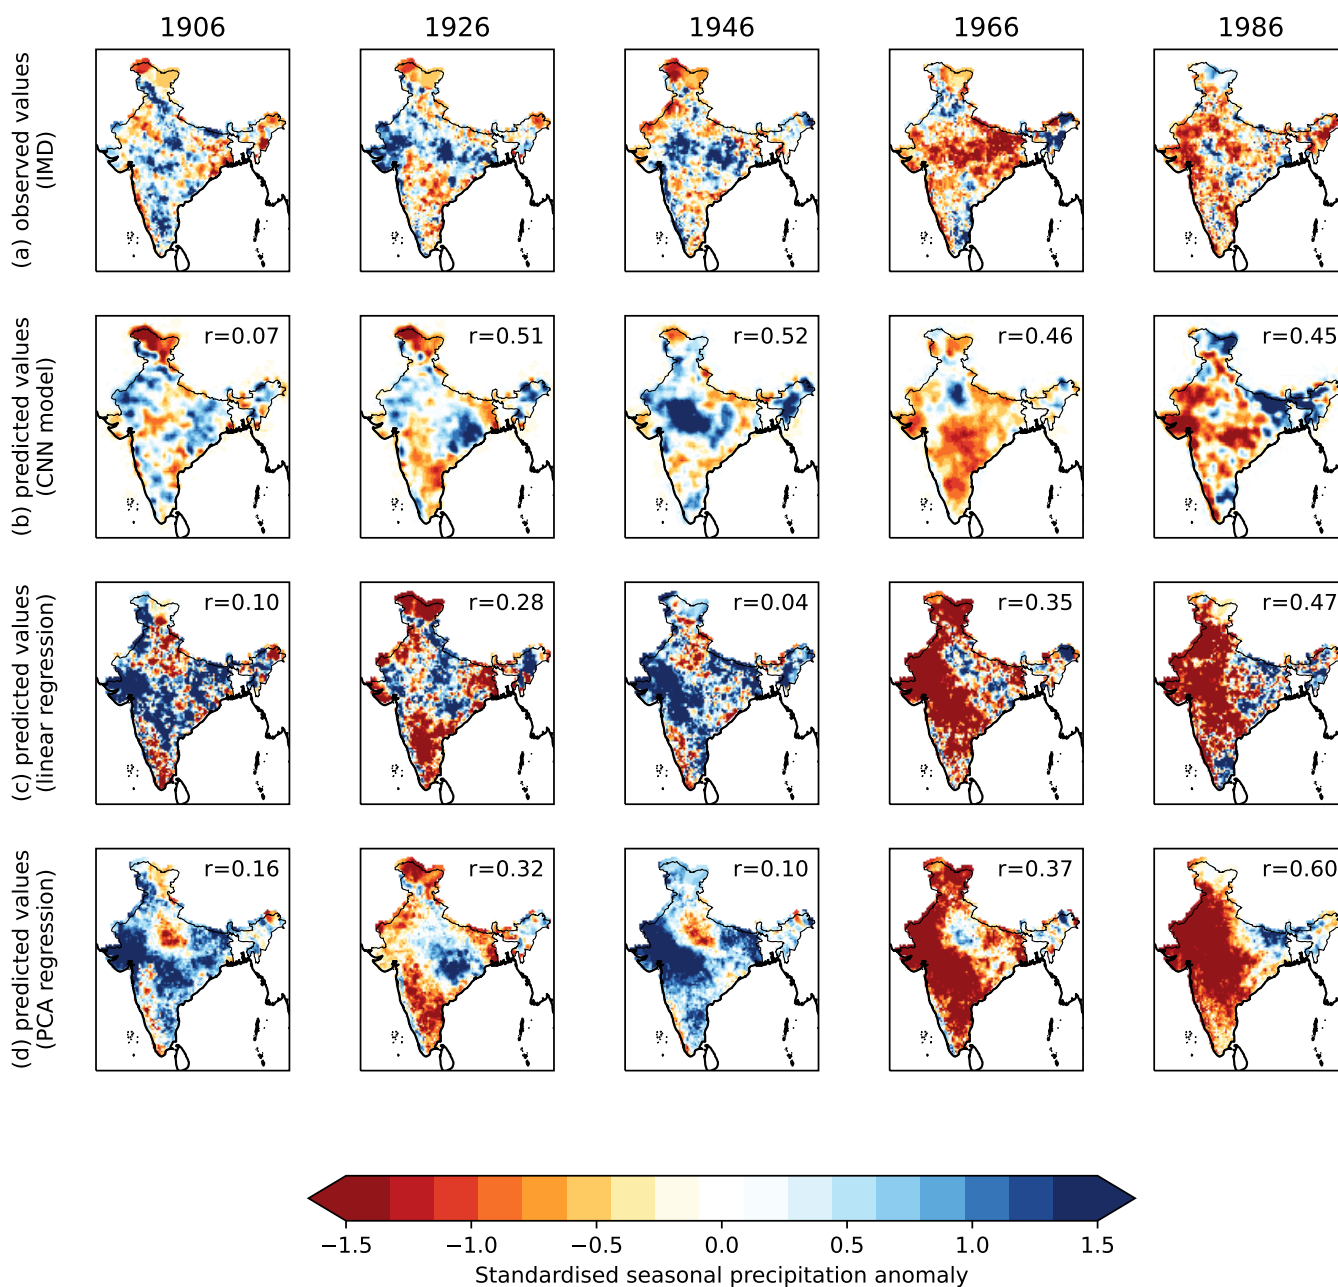 1906 1926 1946 1966 1986
(a) observed values
(IMD)
(b) predicted values
(CNN model)
r=0.07 r=0.51 r=0.52 r=0.46 r=0.45
(c) predicted values
(linear regression)
r=0.10 r=0.28 r=0.04 r=0.35 r=0.47
(d) predicted values
(PCA regression)
r=0.16 r=0.32 r=0.10 r=0.37 r=0.60
−1.5 −1.0 −0.5 0.0 0.5 1.0 1.5
Standardised seasonal precipitation anomaly